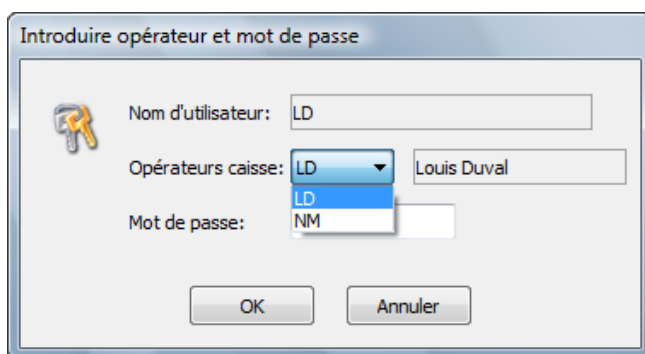 Introduire opérateur et mot de passe
Nom d'utilisateur: LD
Opérateurs caisse: LD Louis Duval
LD
Mot de passe: NM
OK Annuler